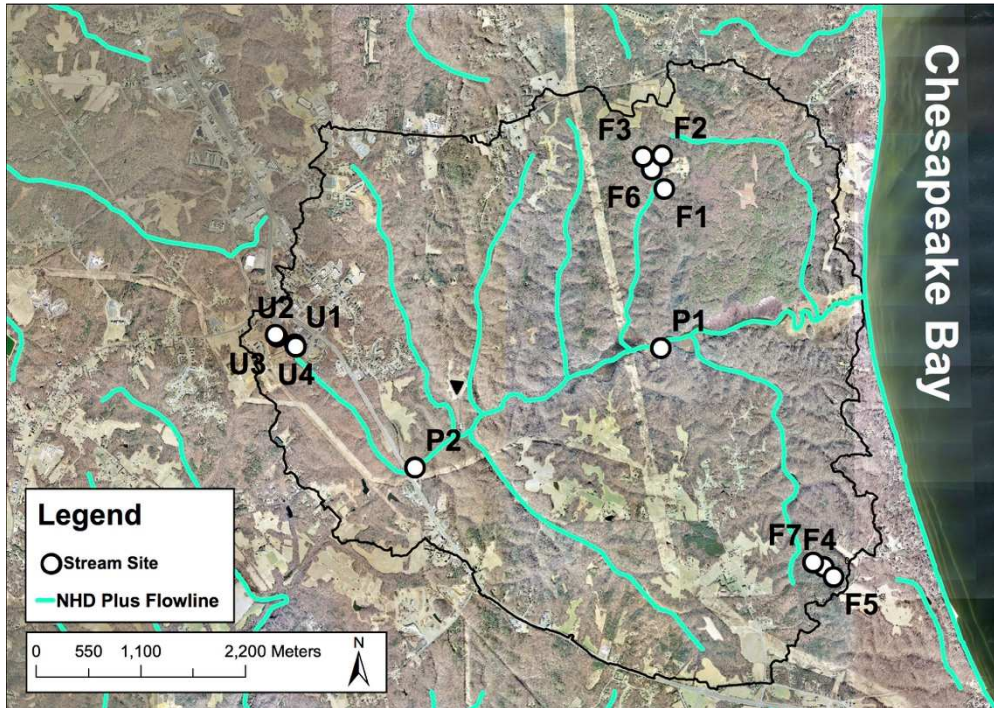 Chesapeake Bay
F3
F2
F6
F1
U2
U1
P1
U3
U4
P2
F7
F4
F5
Legend
Stream Site
NHD Plus Flowline
0 550 1,100 2,200 Meters
N